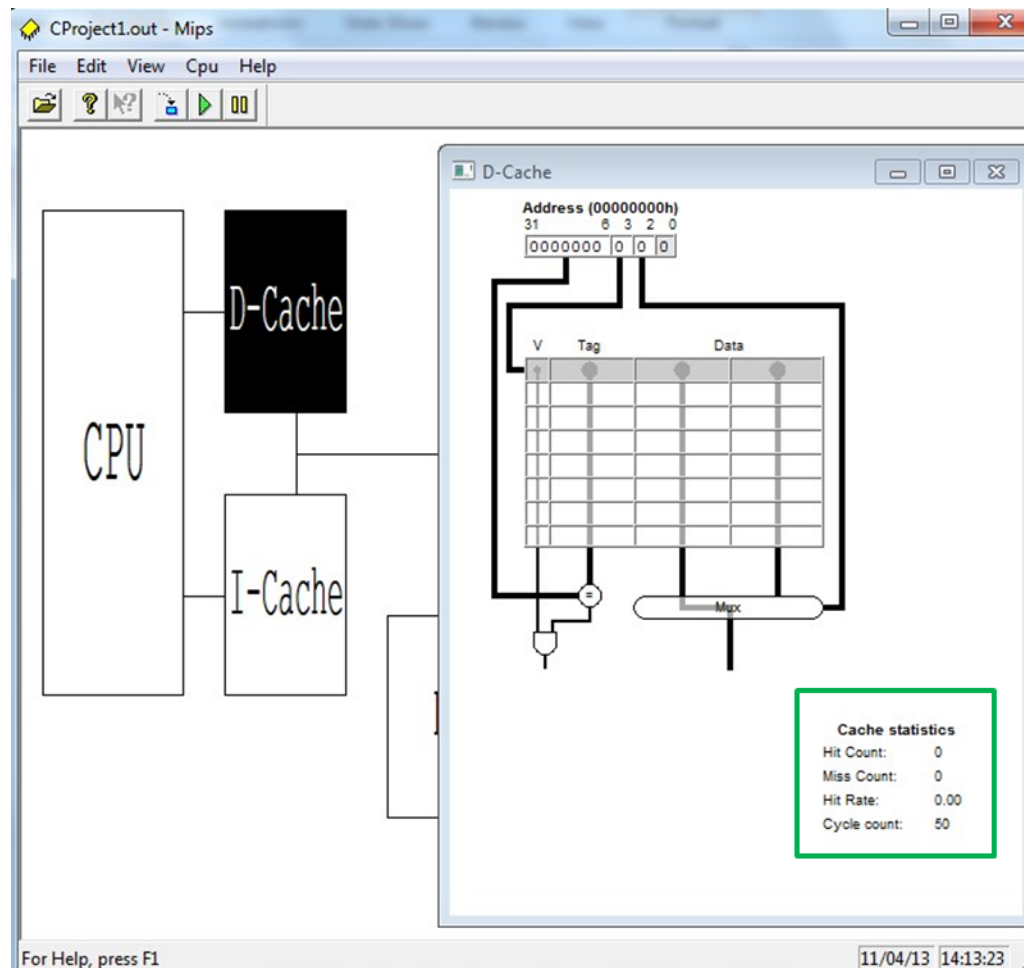 CProject1.out - Mips
File Edit View Cpu Help
D-Cache
CPU
I-Cache
D-Cache
Address (00000000h)
31 6 3 2 0
0000000 0 0 0
V Tag Data
=
Mux
Cache statistics
Hit Count: 0
Miss Count: 0
Hit Rate: 0.00
Cycle count: 50
For Help, press F1
11/04/13 14:13:23